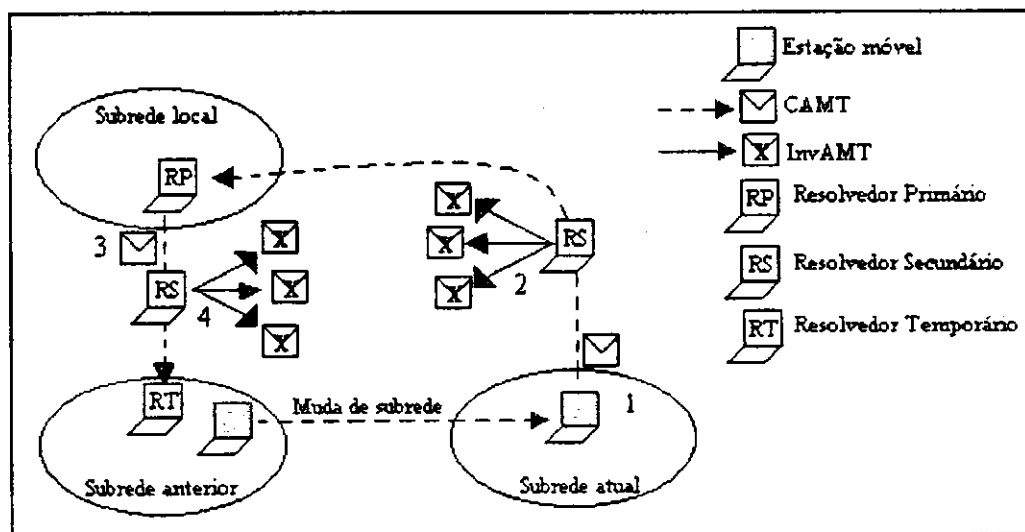 Estação móvel
Subrede local
CAMT
X
InvAMT
RP
X
RP
Resolvedor Primário
3
X
X
RS
RS
Resolvedor Secundário
RS
X
X
2
4
X
RT
Resolvedor Temporário
RT
Muda de subrede
1
Subrede anterior
Subrede atual